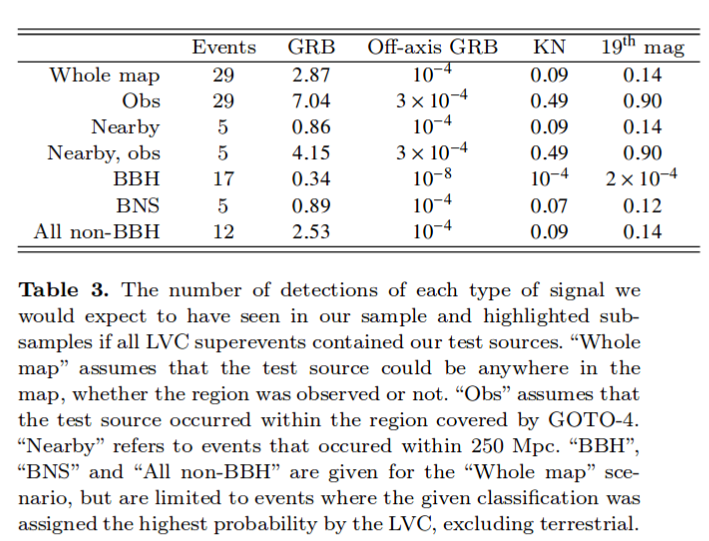 Events GRB Off-axis GRB KN 19th mag
Whole map 29 2.87 10−4 0.09 0.14
Obs 29 7.04 3 × 10−4 0.49 0.90
Nearby 5 0.86 10−4 0.09 0.14
Nearby, obs 5 4.15 3 × 10−4 0.49 0.90
BBH 17 0.34 10−8 10−4 2 × 10−4
BNS 5 0.89 10−4 0.07 0.12
All non-BBH 12 2.53 10−4 0.09 0.14
Table 3. The number of detections of each type of signal we
would expect to have seen in our sample and highlighted sub-
samples if all LVC superevents contained our test sources. “Whole
map” assumes that the test source could be anywhere in the
map, whether the region was observed or not. “Obs” assumes that
the test source occurred within the region covered by GOTO-4.
“Nearby” refers to events that occured within 250 Mpc. “BBH”,
“BNS” and “All non-BBH” are given for the “Whole map” sce-
nario, but are limited to events where the given classification was
assigned the highest probability by the LVC, excluding terrestrial.